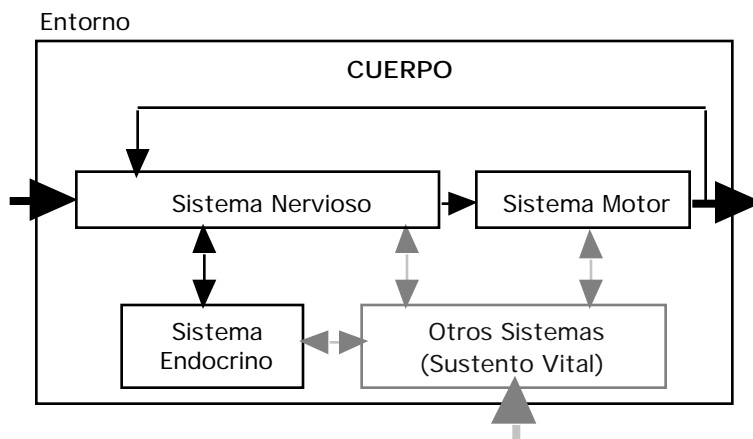 Entorno
CUERPO
Sistema Nervioso
Sistema Motor
Sistema
Endocrino
Otros Sistemas
(Sustento Vital)